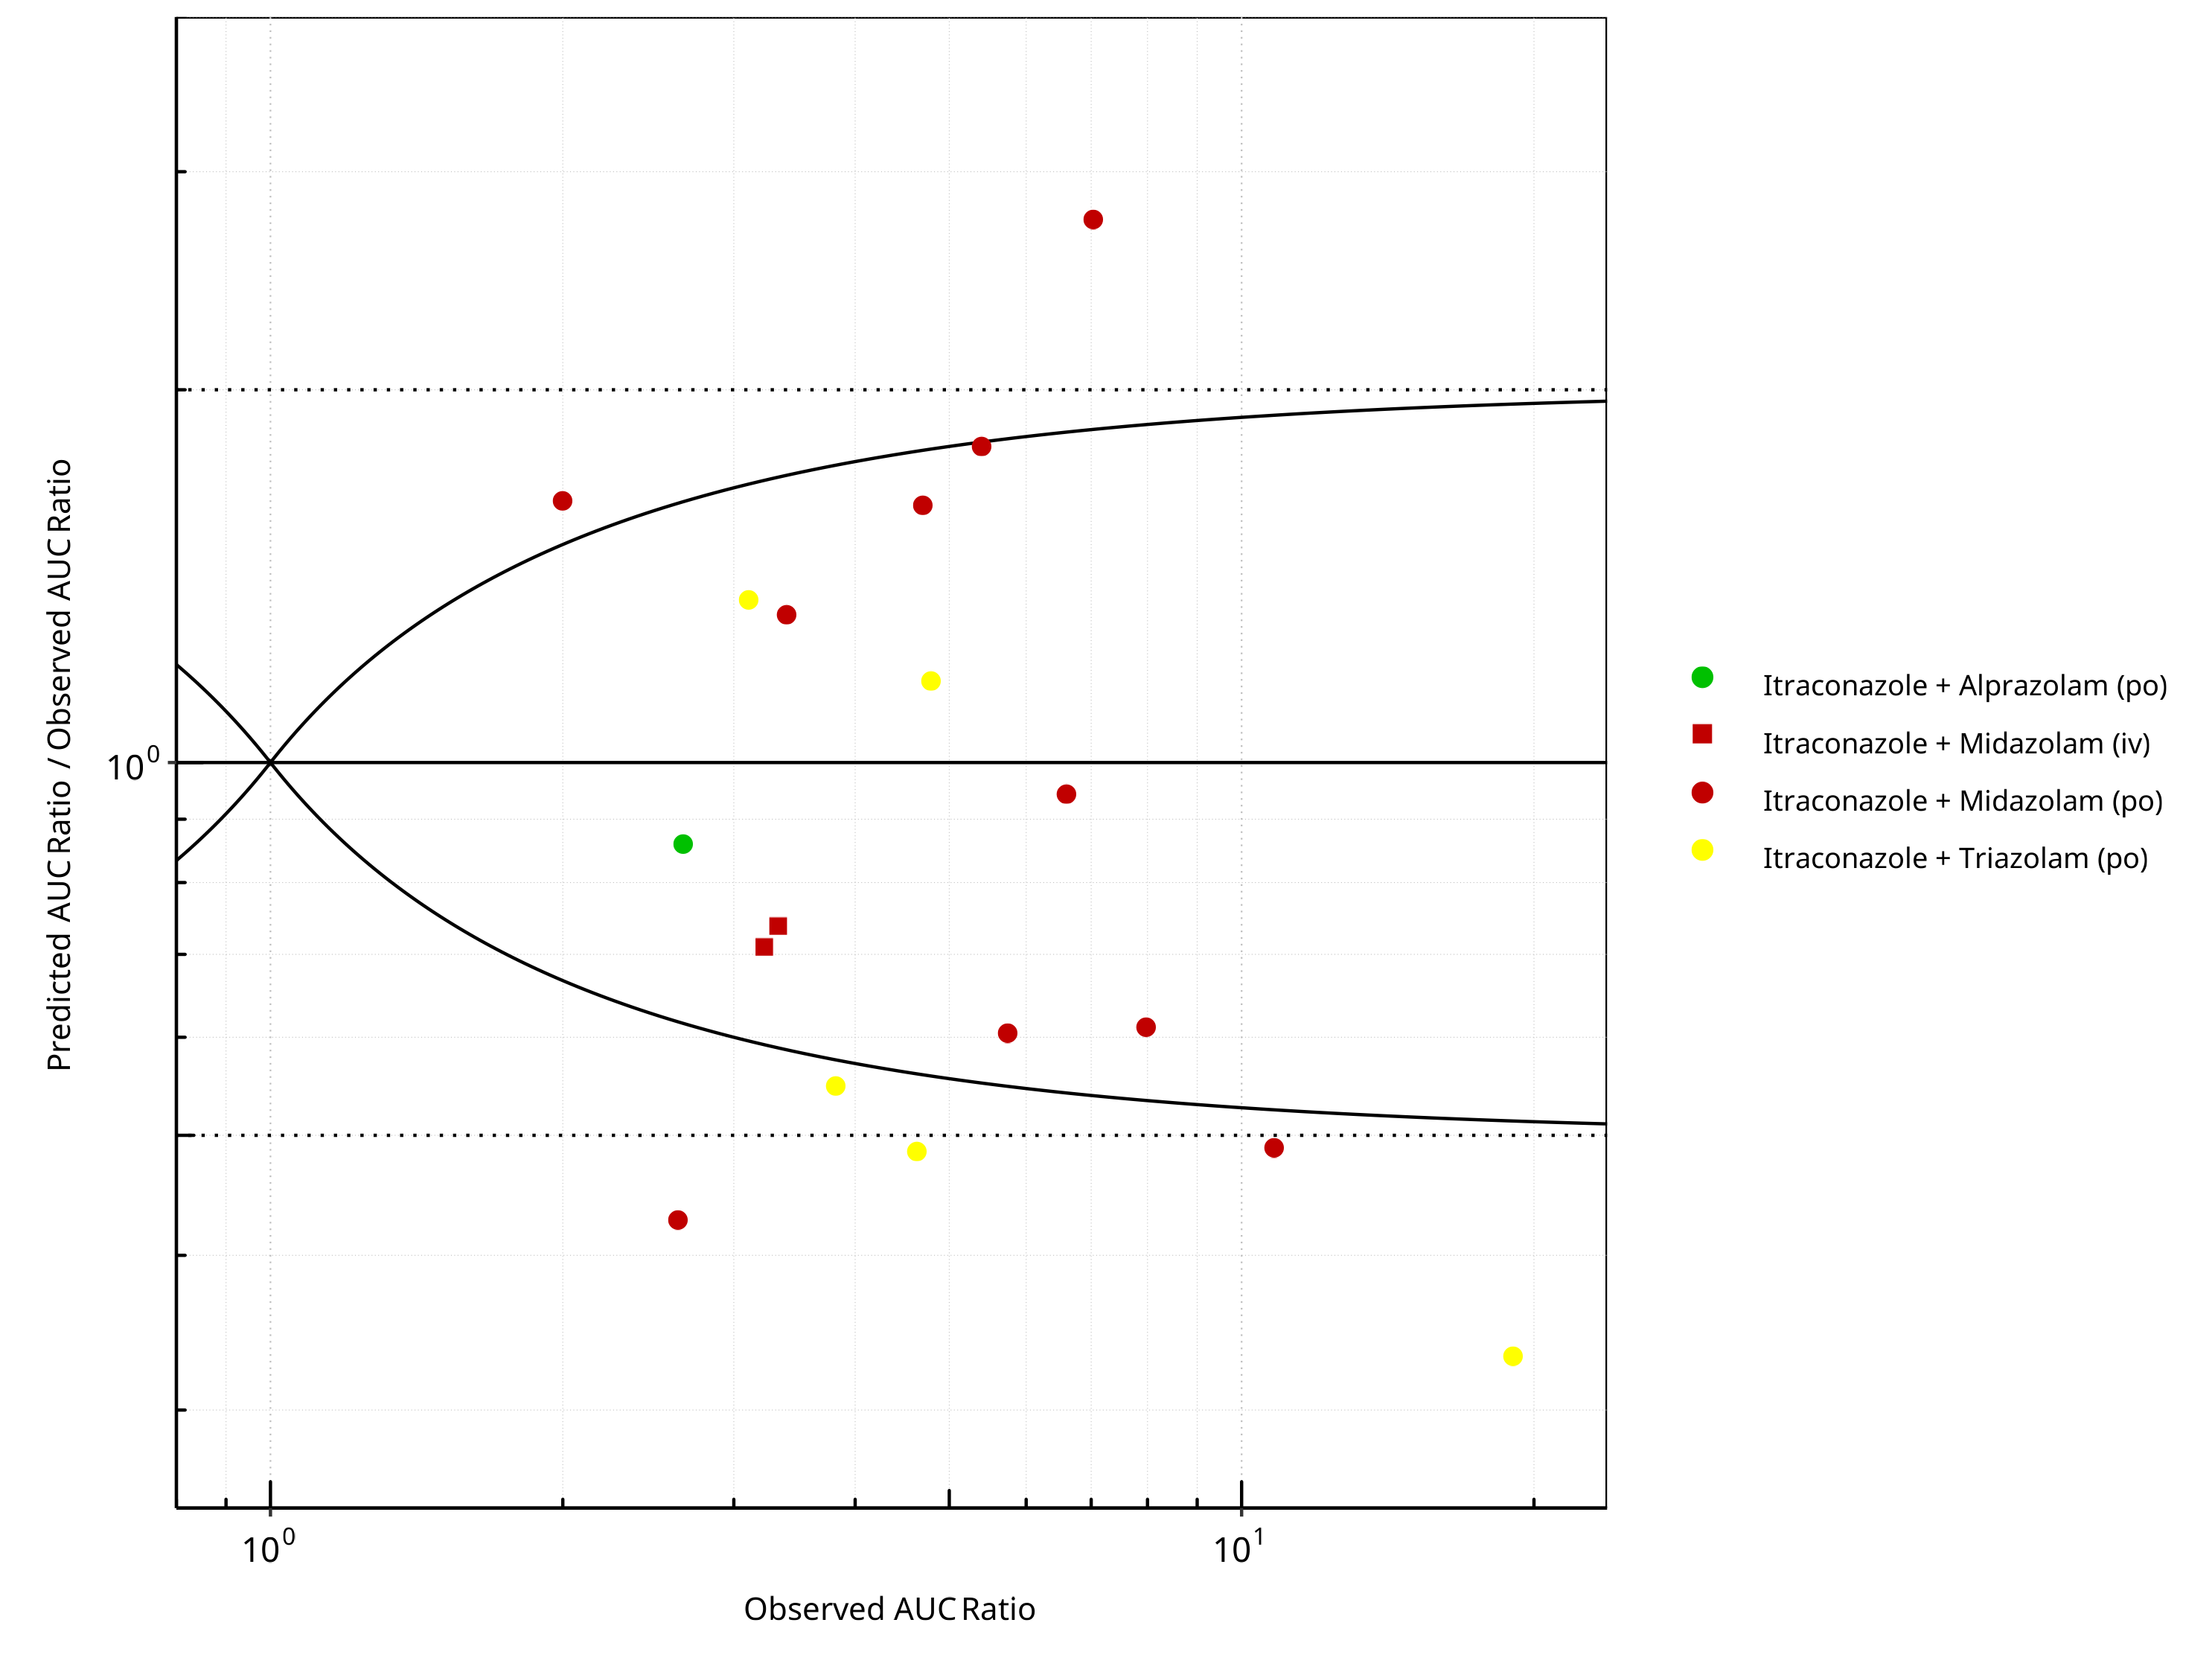 Predicted AUC Ratio / Observed AUC Ratio
10^0
10^0
10^1
Observed AUC Ratio
Itraconazole + Alprazolam (po)
Itraconazole + Midazolam (iv)
Itraconazole + Midazolam (po)
Itraconazole + Triazolam (po)